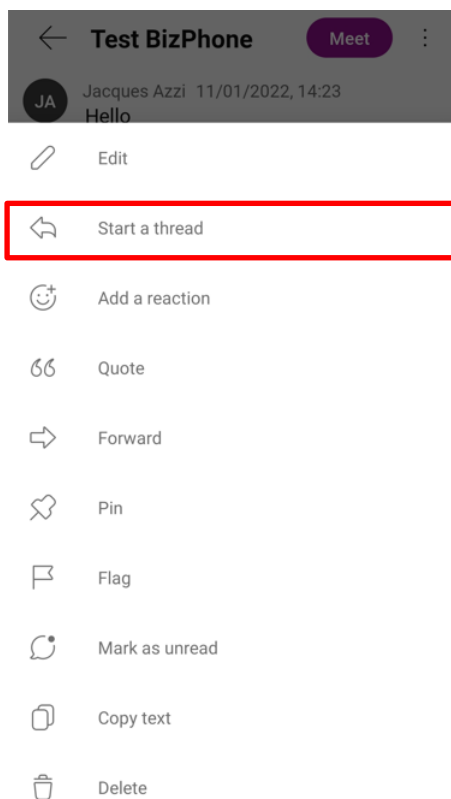 Test BizPhone Meet
JA Jacques Azzi 11/01/2022, 14:23
Hello
Edit
Start a thread
Add a reaction
Quote
Forward
Pin
Flag
Mark as unread
Copy text
Delete